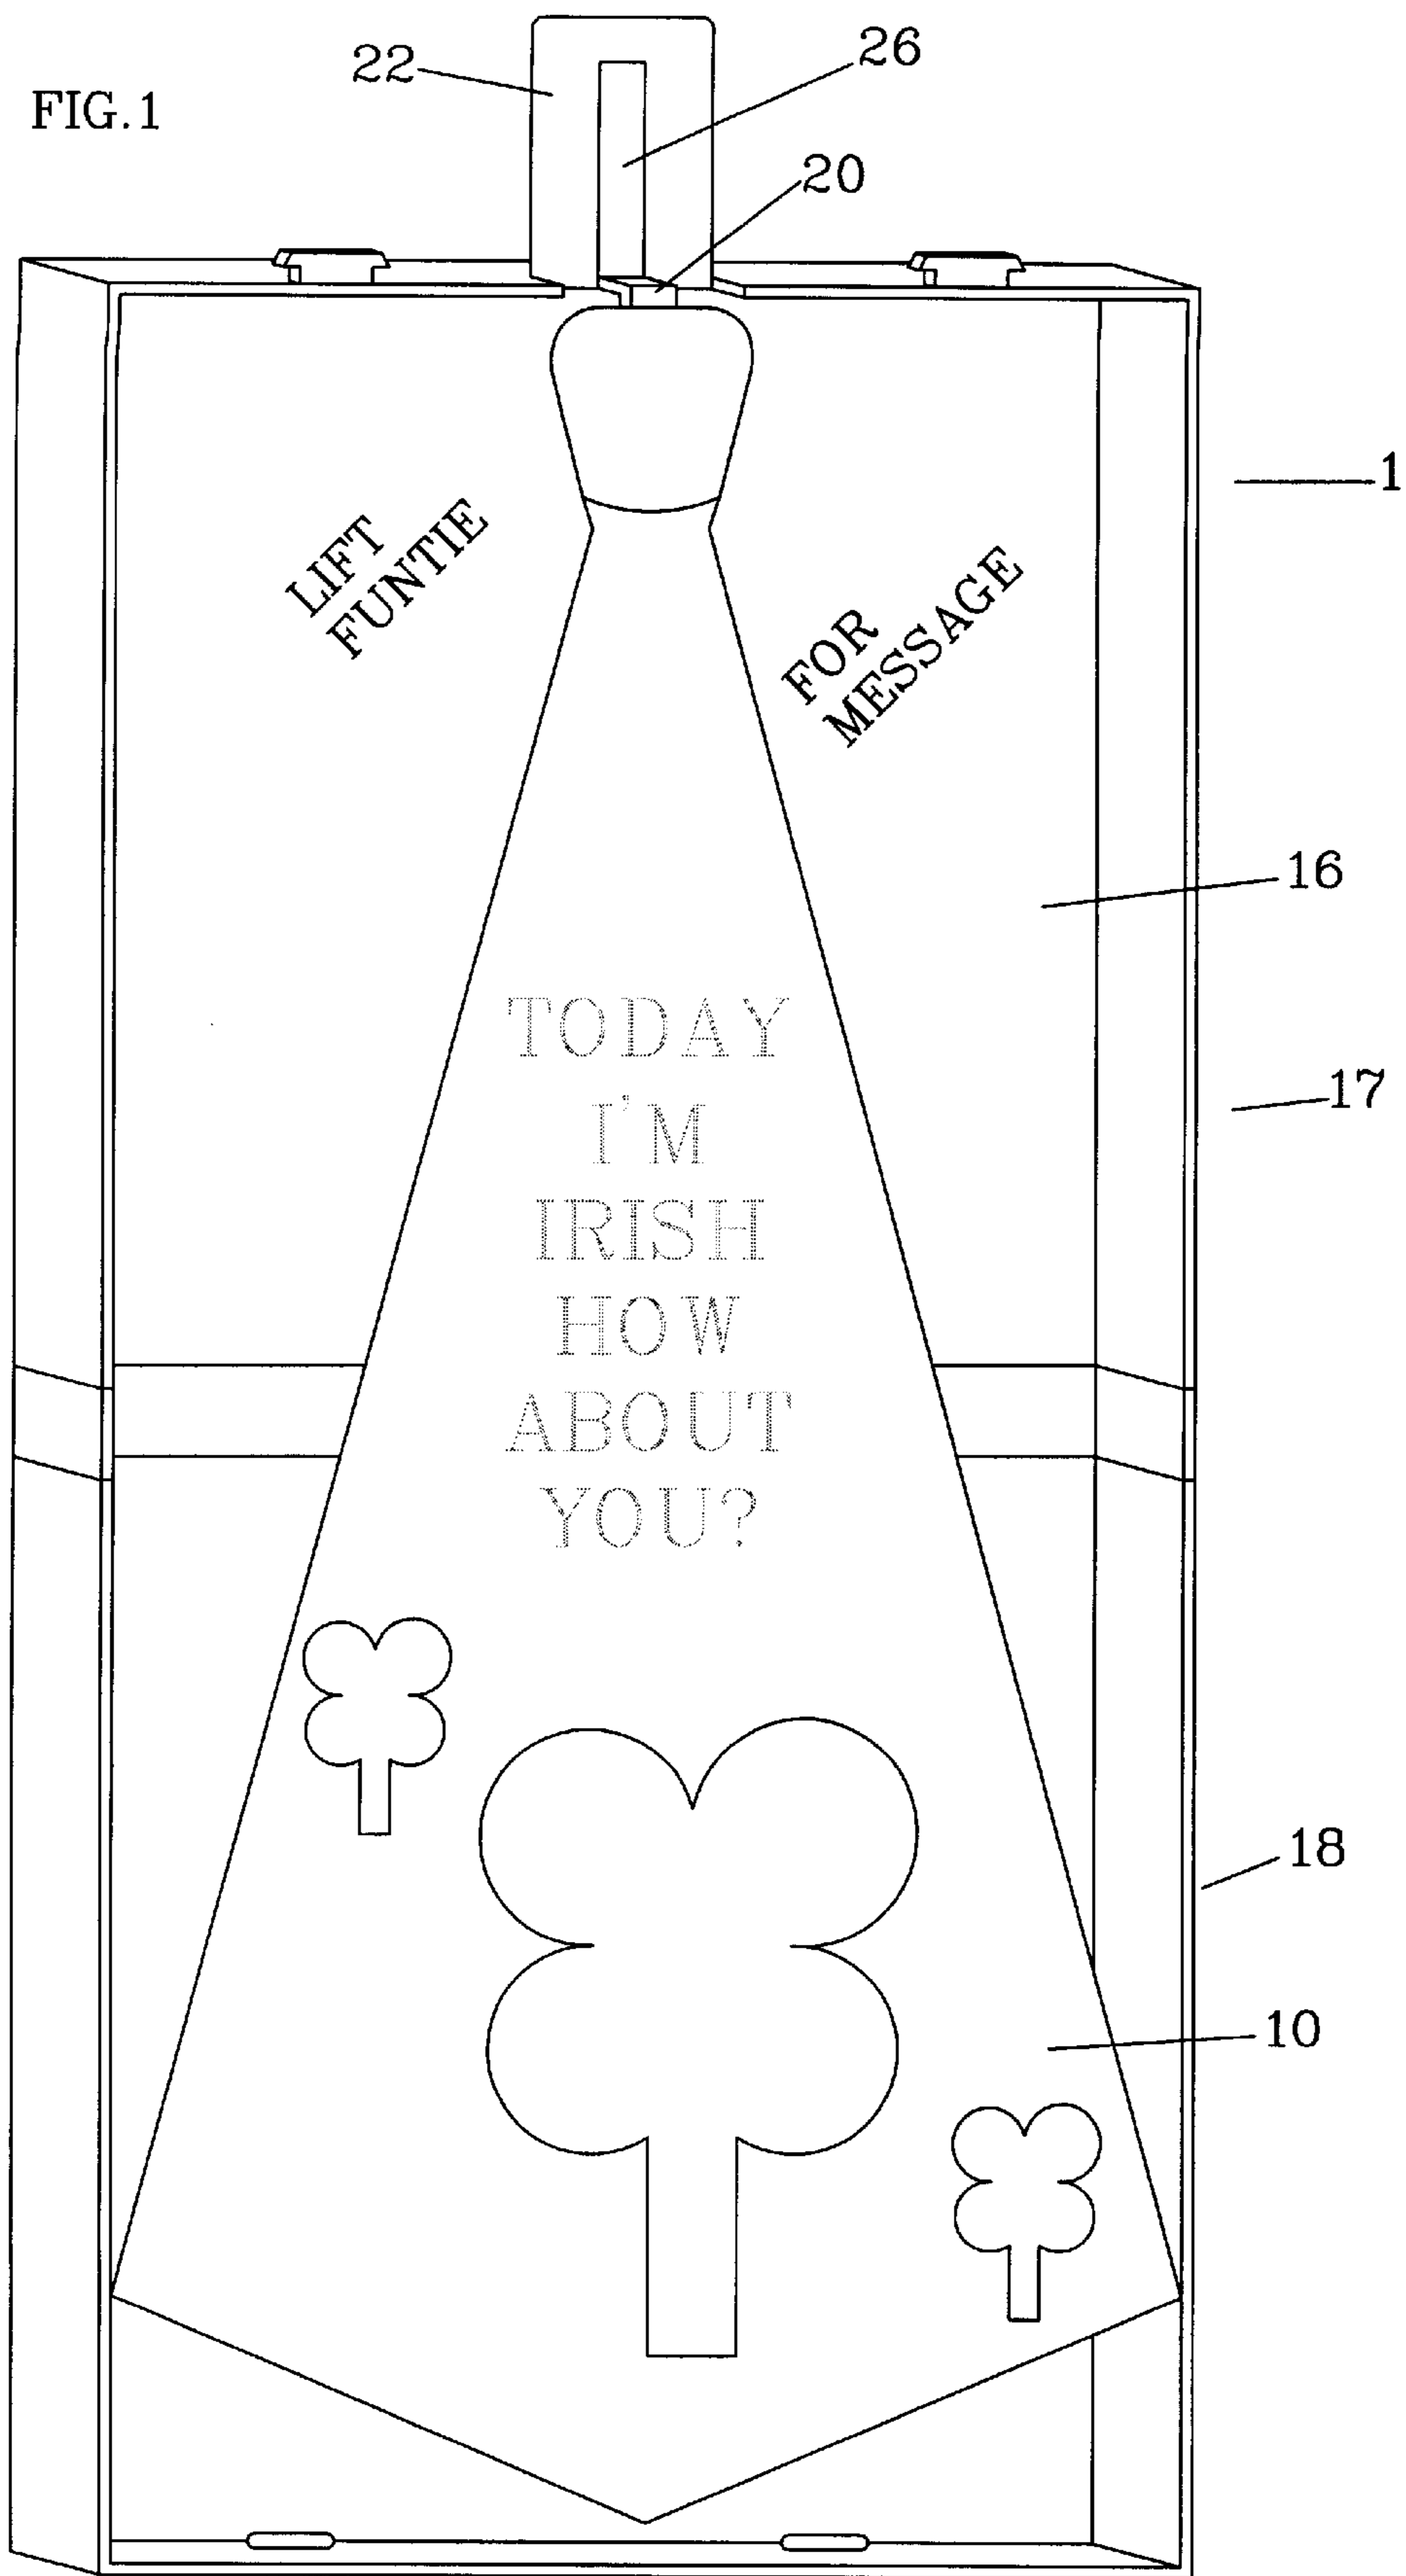 22
26
FIG.1
20
1
LIFT
FUNTIE
FOR
MESSAGE
16
TODAY
I'M
IRISH
HOW
ABOUT
YOU?
17
18
10